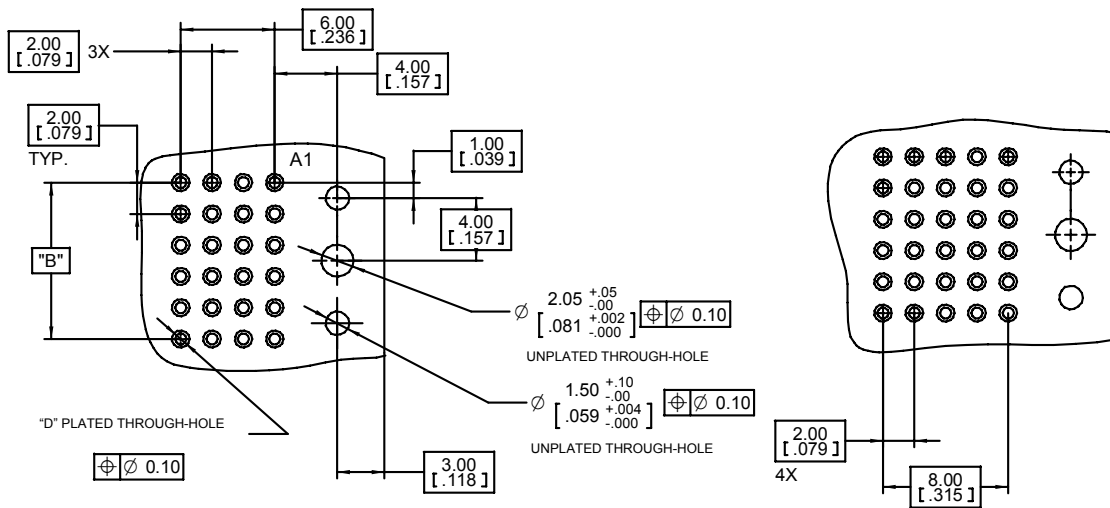 6.00
[.236]
2.00
[.079]
3X
4.00
[.157]
2.00
[.079]
TYP.
A1
1.00
[.039]
4.00
[.157]
"B"
Ø 2.05 +.05 -.00
[.081 +.002 -.000]
⌖ Ø 0.10
UNPLATED THROUGH-HOLE
Ø 1.50 +.10 -.00
[.059 +.004 -.000]
⌖ Ø 0.10
UNPLATED THROUGH-HOLE
“D” PLATED THROUGH-HOLE
⌖ Ø 0.10
3.00
[.118]
2.00
[.079]
4X
8.00
[.315]